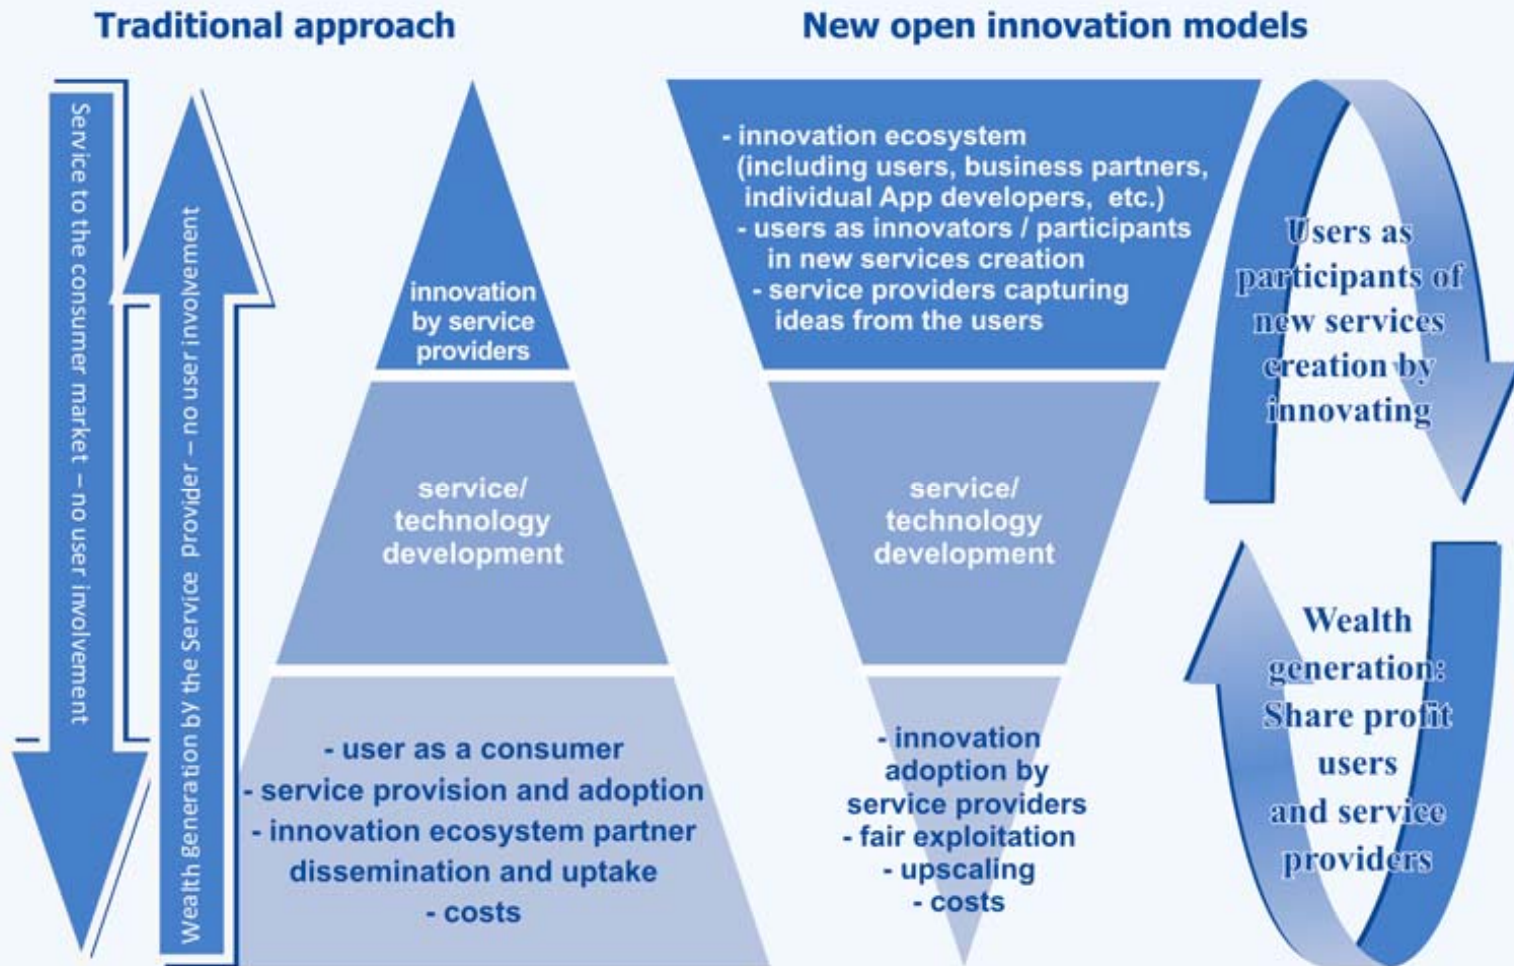 Traditional approach
New open innovation models
Service to the consumer market – no user involvement
Wealth generation by the Service provider – no user involvement
innovation
by service
providers
service/
technology
development
- user as a consumer
- service provision and adoption
- innovation ecosystem partner
dissemination and uptake
- costs
- innovation ecosystem
(including users, business partners,
individual App developers, etc.)
- users as innovators / participants
in new services creation
- service providers capturing
ideas from the users
service/
technology
development
- innovation
adoption by
service providers
- fair exploitation
- upscaling
- costs
Users as
participants of
new services
creation by
innovating
Wealth
generation:
Share profit
users
and service
providers